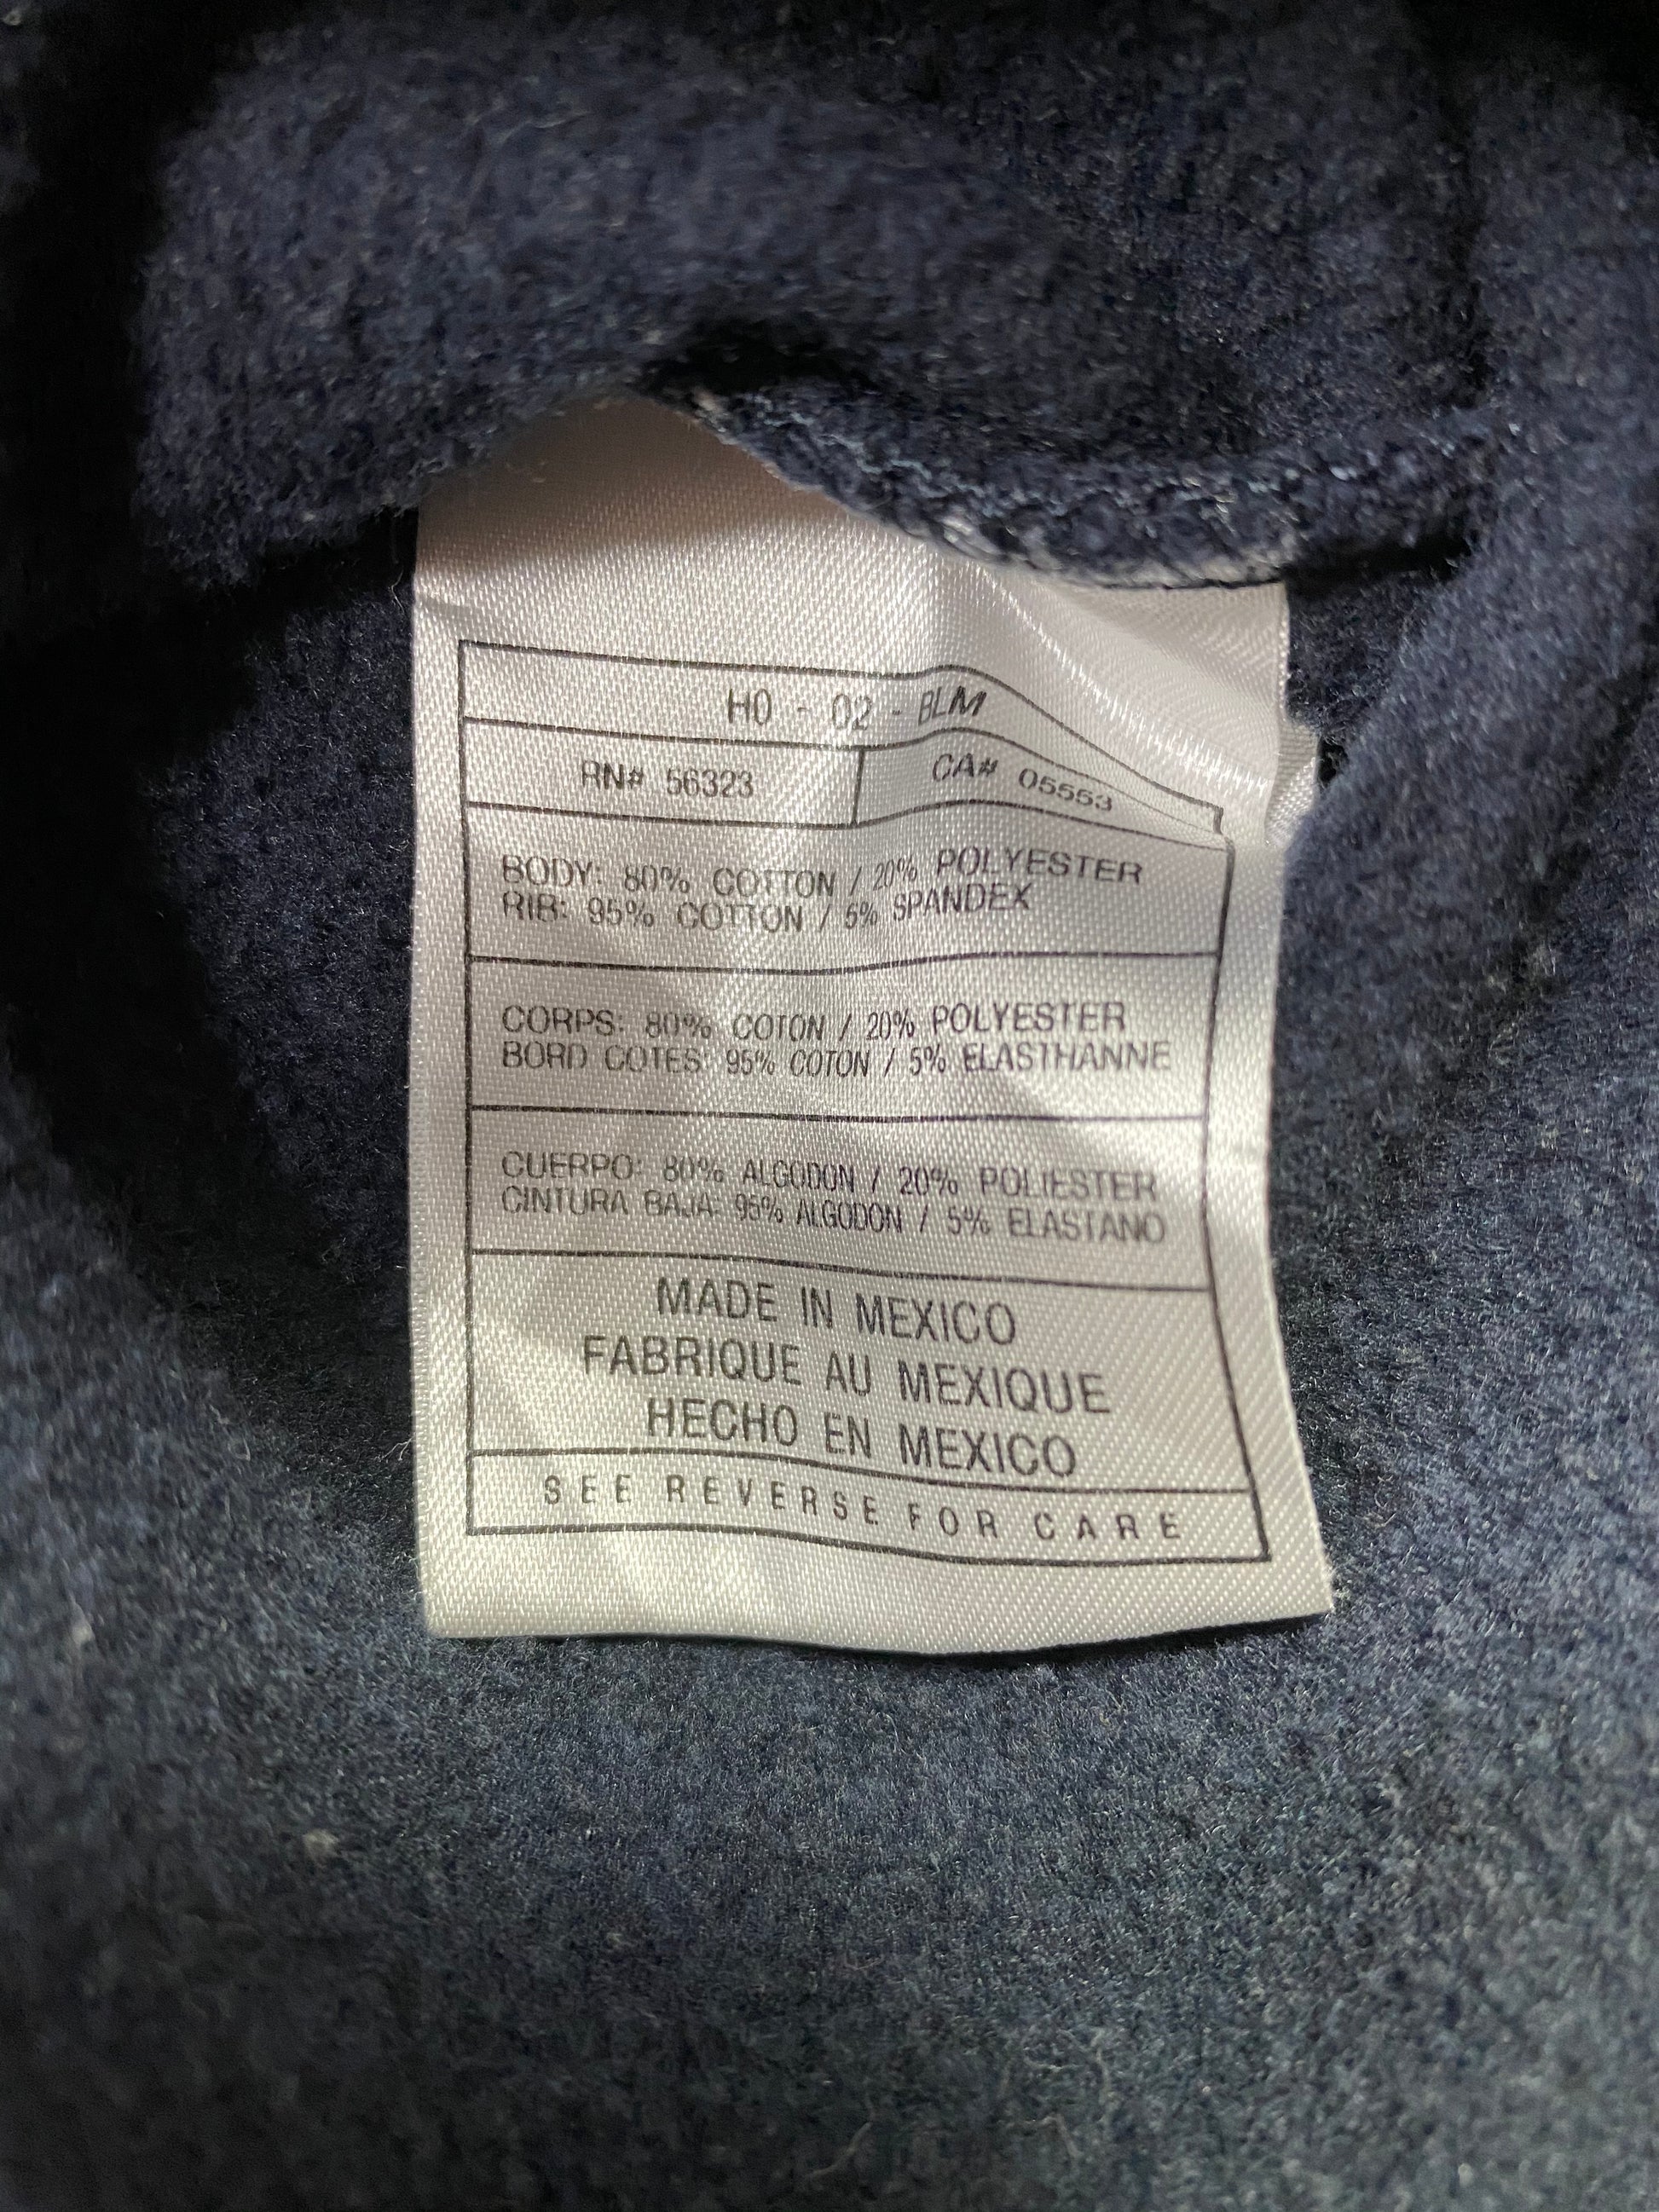 H0 - 02 - BLM
RN# 56323 CA# 05553
BODY: 80% COTTON / 20% POLYESTER
RIB: 95% COTTON / 5% SPANDEX
CORPS: 80% COTON / 20% POLYESTER
BORD COTES: 95% COTON / 5% ELASTHANNE
CUERPO: 80% ALGODON / 20% POLIESTER
CINTURA BAJA: 95% ALGODON / 5% ELASTANO
MADE IN MEXICO
FABRIQUE AU MEXIQUE
HECHO EN MEXICO
SEE REVERSE FOR CARE